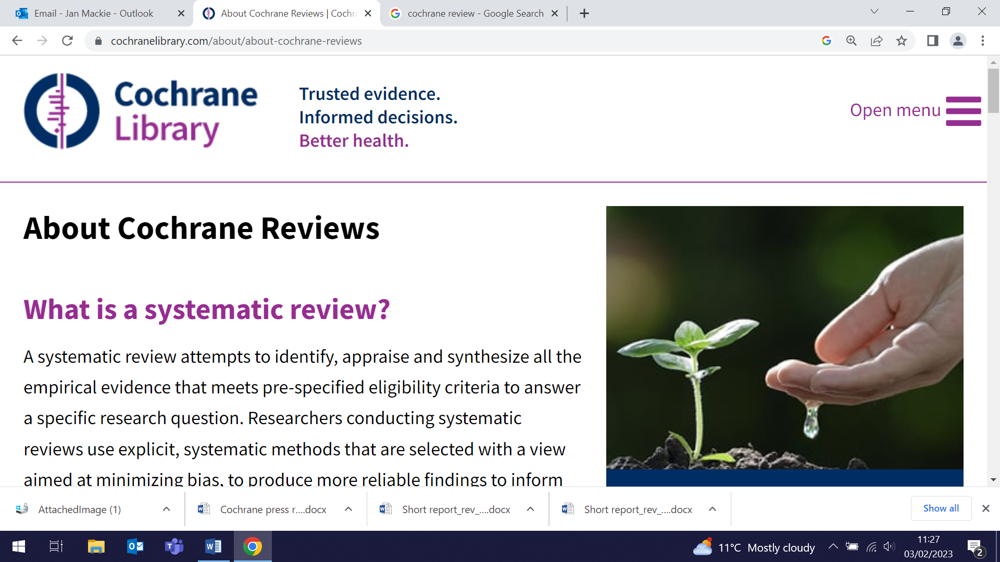 Email - Jan Mackie - Outlook
About Cochrane Reviews | Cochra
cochrane review - Google Search
cochranelibrary.com/about/about-cochrane-reviews
Cochrane
Library
Trusted evidence.
Informed decisions.
Better health.
Open menu
About Cochrane Reviews
What is a systematic review?
A systematic review attempts to identify, appraise and synthesize all the
empirical evidence that meets pre-specified eligibility criteria to answer
a specific research question. Researchers conducting systematic
reviews use explicit, systematic methods that are selected with a view
aimed at minimizing bias, to produce more reliable findings to inform
AttachedImage (1)
Cochrane press r....docx
Short report_rev_....docx
Short report_rev_....docx
Show all
11°C Mostly cloudy
11:27
03/02/2023
2